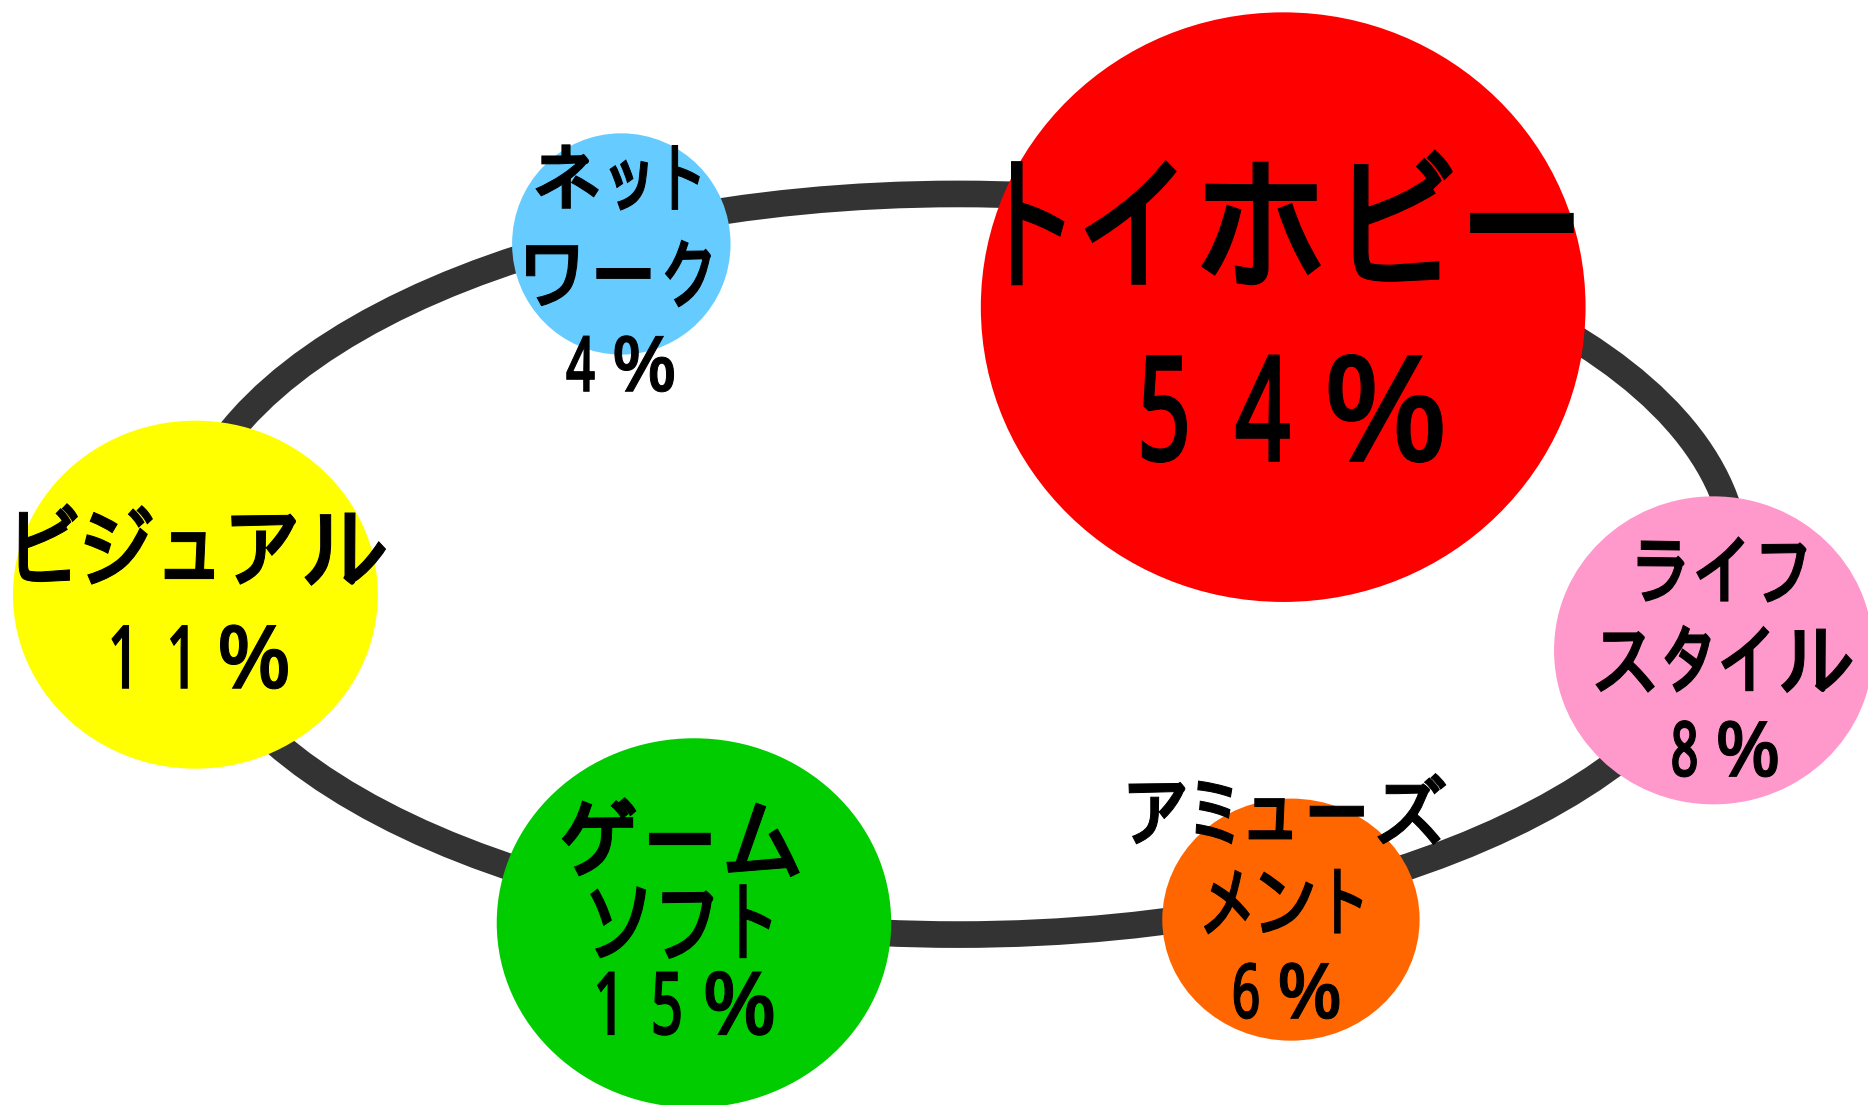 ネット
ワーク
4%
トイホビー
54%
ビジュアル
11%
ライフ
スタイル
8%
ゲーム
ソフト
15%
アミューズ
メント
6%